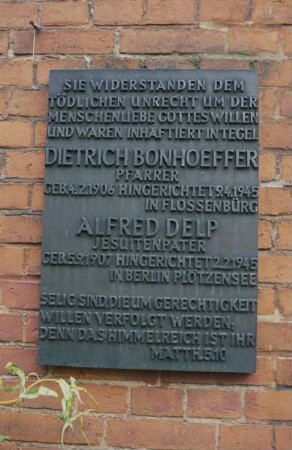 SIE WIDERSTANDEN DEM
TÖDLICHEN UNRECHT UM DER
MENSCHENLIEBE GOTTES WILLEN
UND WAREN INHAFTIERT IN TEGEL
DIETRICH BONHOEFFER
PFARRER
GEB. 4.2.1906 HINGERICHTET 9.4.1945
IN FLOSSENBÜRG
ALFRED DELP
JESUITENPATER
GEB. 5.9.1907 HINGERICHTET 2.2.1945
IN BERLIN PLÖTZENSEE
SELIG SIND, DIE UM GERECHTIGKEIT
WILLEN VERFOLGT WERDEN;
DENN DAS HIMMELREICH IST IHR
MATTH. 5.10